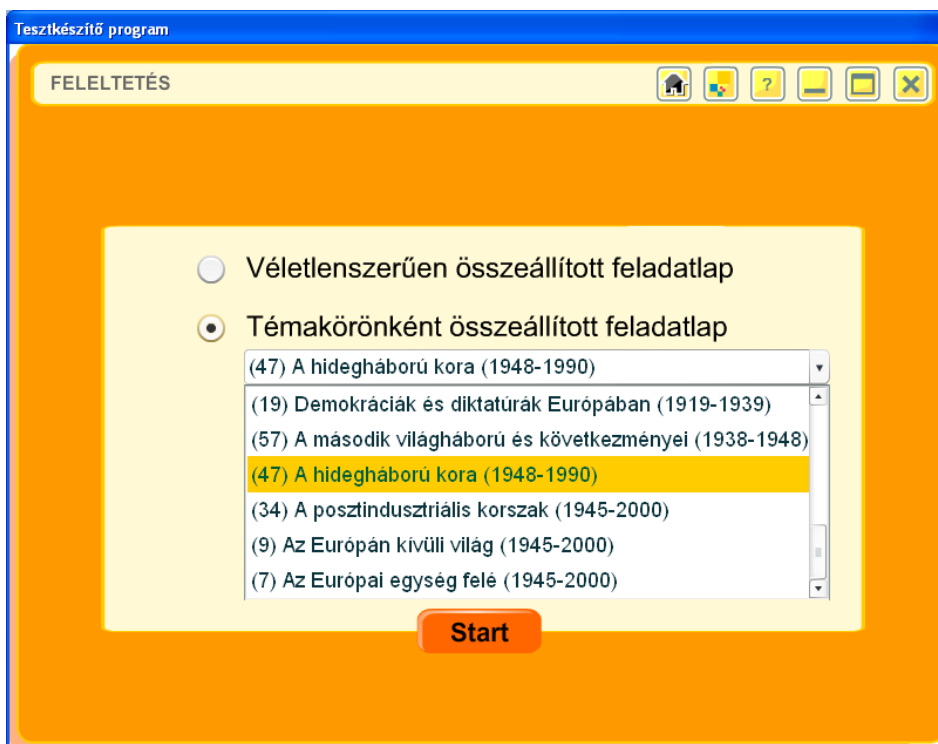 Tesztkészítő program
FELELTETÉS
?
Véletlenszerűen összeállított feladatlap
Témakörönként összeállított feladatlap
(47) A hidegháború kora (1948-1990)
(19) Demokráciák és diktatúrák Európában (1919-1939)
(57) A második világháború és következményei (1938-1948)
(47) A hidegháború kora (1948-1990)
(34) A posztindusztriális korszak (1945-2000)
(9) Az Európán kívüli világ (1945-2000)
(7) Az Európai egység felé (1945-2000)
Start